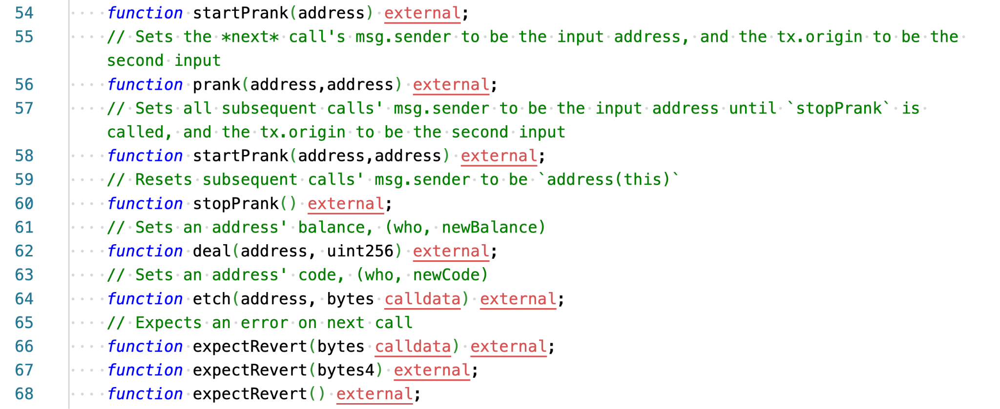 54 function startPrank(address) external;
55 // Sets the *next* call's msg.sender to be the input address, and the tx.origin to be the
second input
56 function prank(address,address) external;
57 // Sets all subsequent calls' msg.sender to be the input address until `stopPrank` is
called, and the tx.origin to be the second input
58 function startPrank(address,address) external;
59 // Resets subsequent calls' msg.sender to be `address(this)`
60 function stopPrank() external;
61 // Sets an address' balance, (who, newBalance)
62 function deal(address, uint256) external;
63 // Sets an address' code, (who, newCode)
64 function etch(address, bytes calldata) external;
65 // Expects an error on next call
66 function expectRevert(bytes calldata) external;
67 function expectRevert(bytes4) external;
68 function expectRevert() external;